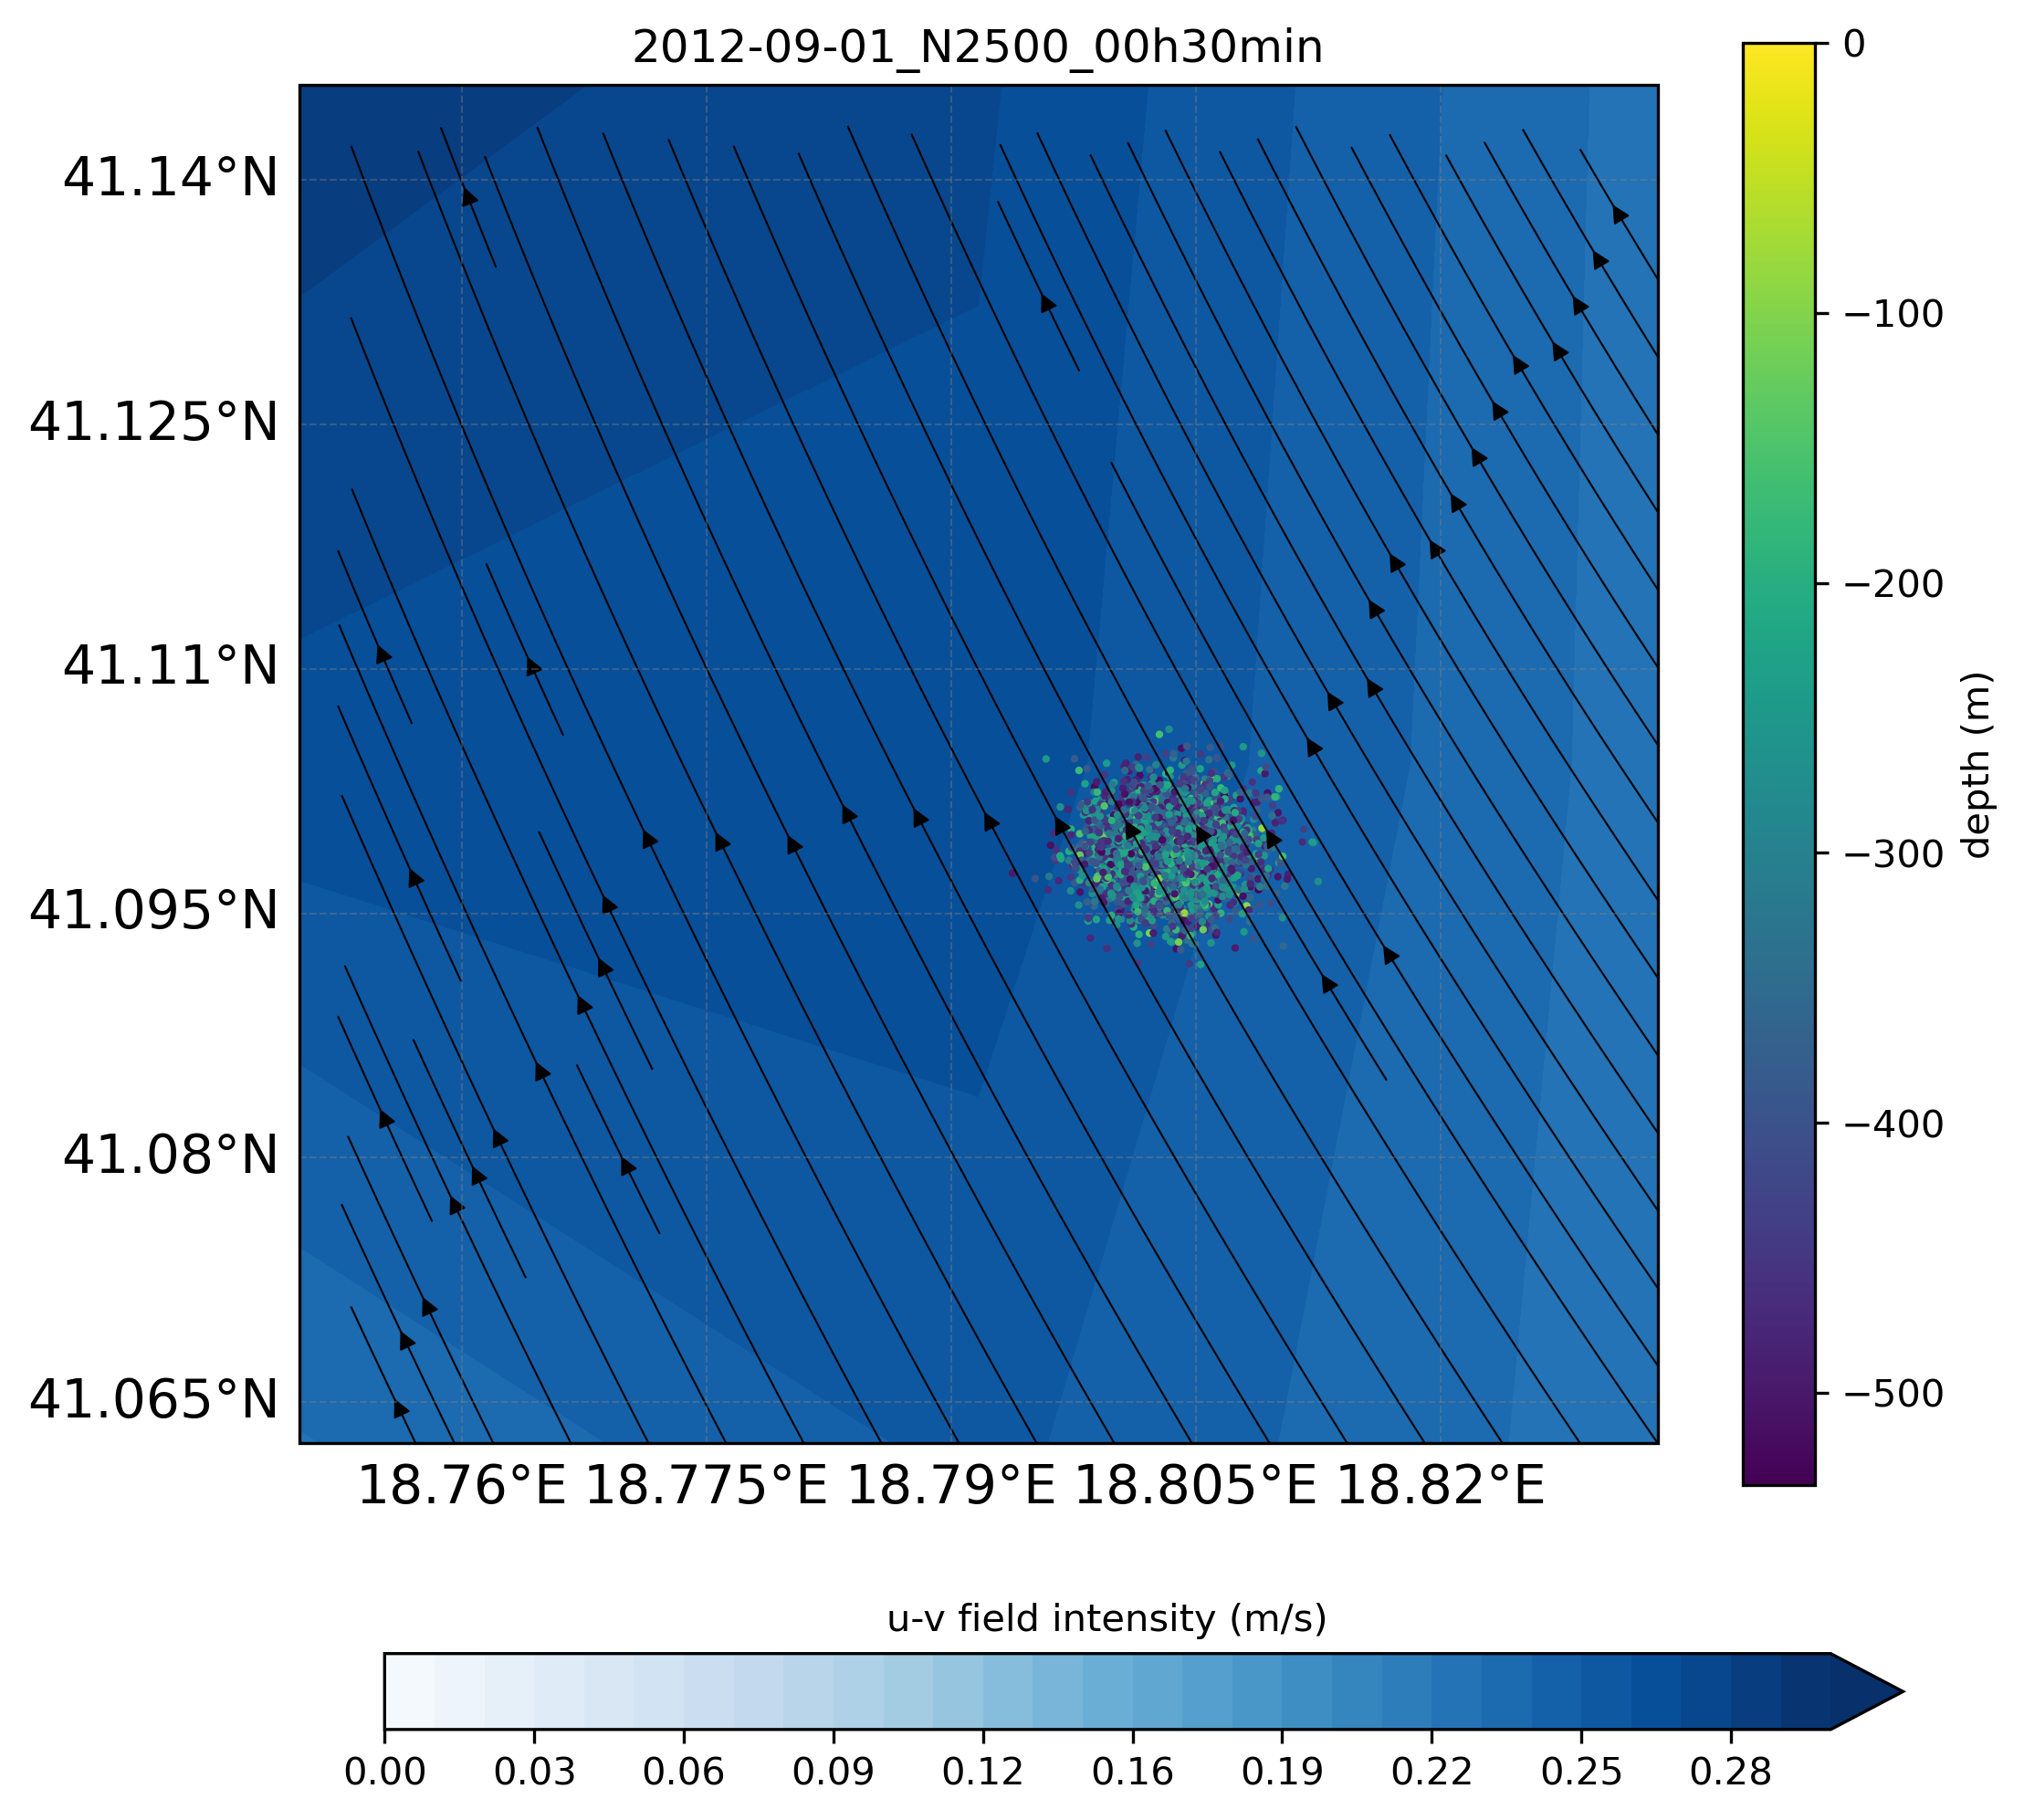 2012-09-01_N2500_00h30min
0
−100
−200
−300
−400
−500
depth (m)
41.14°N
41.125°N
41.11°N
41.095°N
41.08°N
41.065°N
18.76°E 18.775°E 18.79°E 18.805°E 18.82°E
u-v field intensity (m/s)
0.00 0.03 0.06 0.09 0.12 0.16 0.19 0.22 0.25 0.28